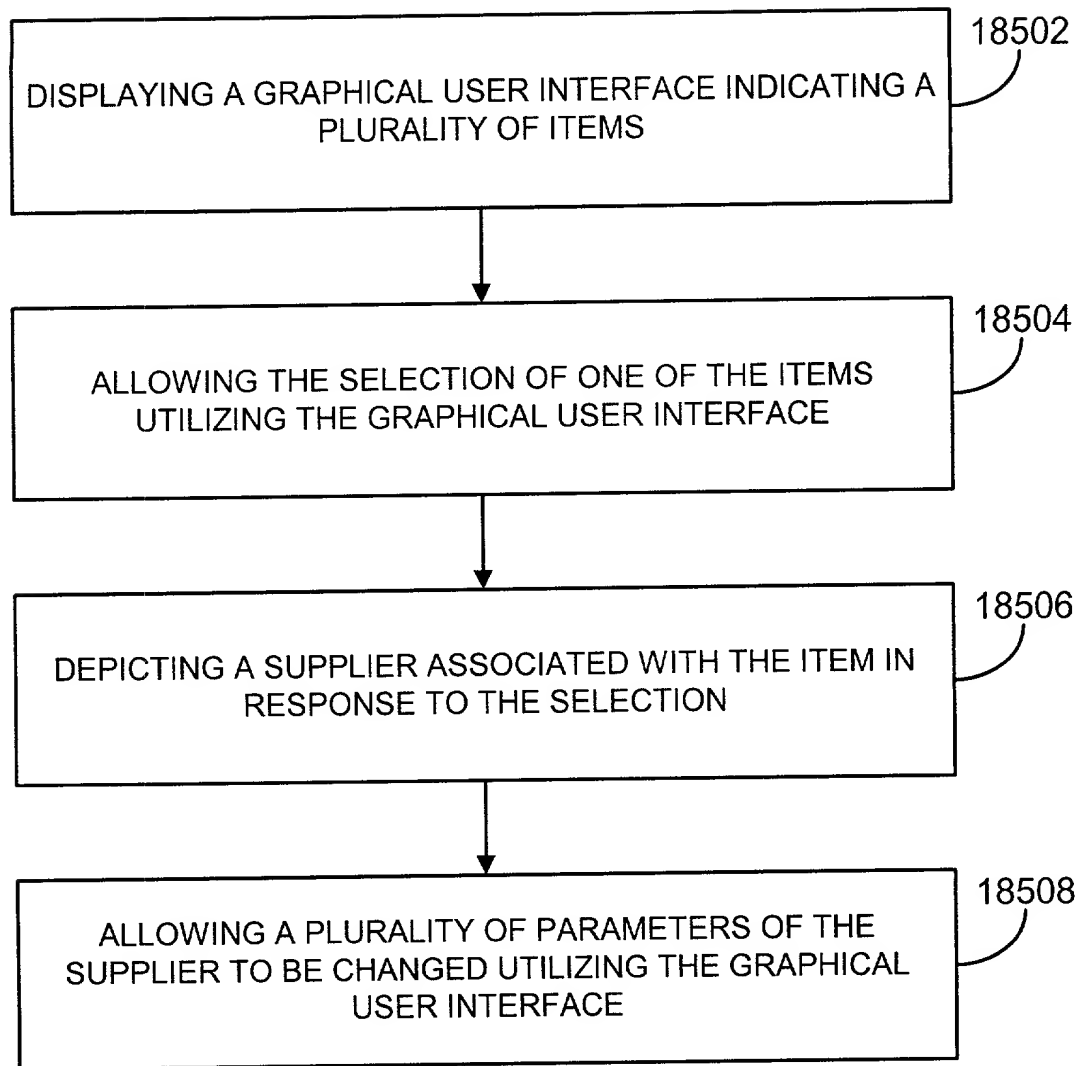 18502
DISPLAYING A GRAPHICAL USER INTERFACE INDICATING A
PLURALITY OF ITEMS
18504
ALLOWING THE SELECTION OF ONE OF THE ITEMS
UTILIZING THE GRAPHICAL USER INTERFACE
18506
DEPICTING A SUPPLIER ASSOCIATED WITH THE ITEM IN
RESPONSE TO THE SELECTION
18508
ALLOWING A PLURALITY OF PARAMETERS OF THE
SUPPLIER TO BE CHANGED UTILIZING THE GRAPHICAL
USER INTERFACE